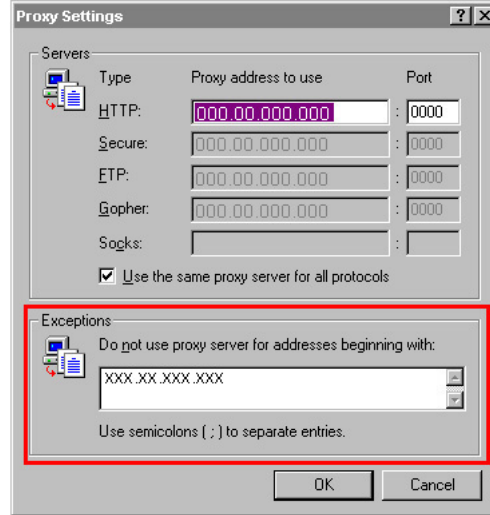 Proxy Settings
Servers
Type Proxy address to use Port
HTTP: 000.00.000.000 : 0000
Secure: 000.00.000.000 : 0000
FTP: 000.00.000.000 : 0000
Gopher: 000.00.000.000 : 0000
Socks: :
Use the same proxy server for all protocols
Exceptions
Do not use proxy server for addresses beginning with:
XXX.XX.XXX.XXX
Use semicolons ( ; ) to separate entries.
OK Cancel